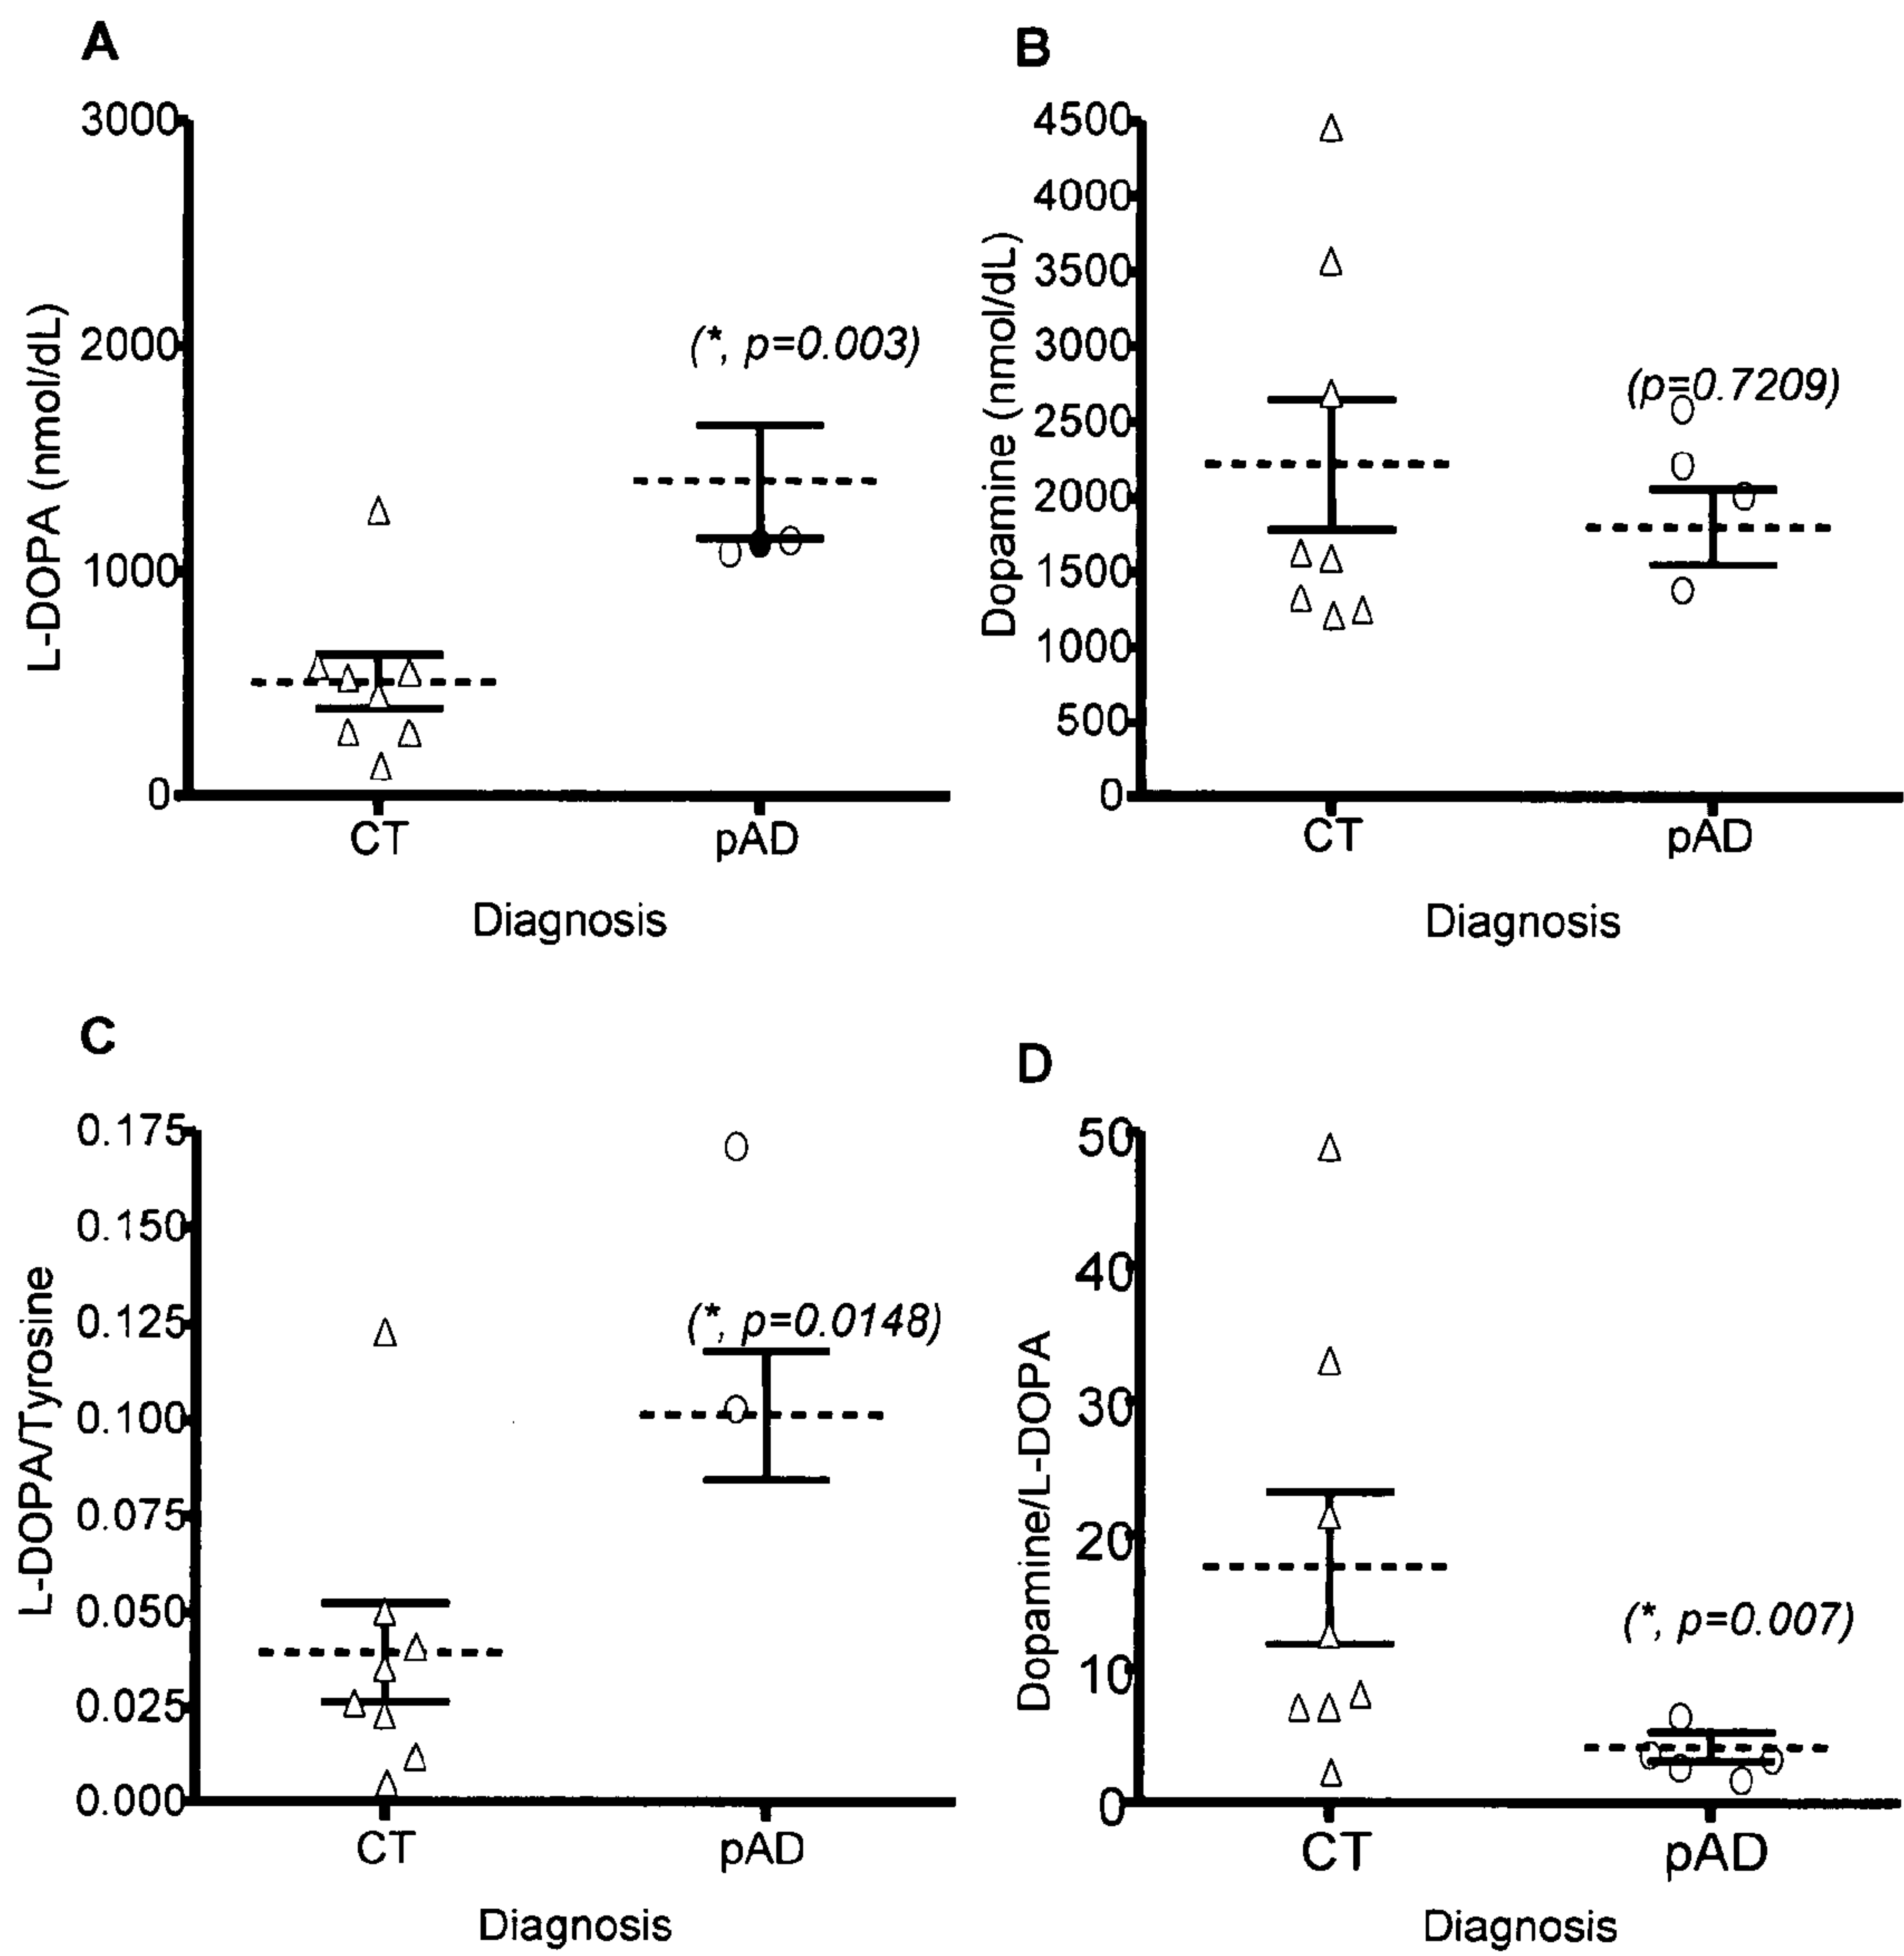 A
3000
2000
1000
0
L-DOPA (nmol/dL)
(*, p=0.003)
CT
pAD
Diagnosis
B
4500
4000
3500
3000
2500
2000
1500
1000
500
0
Dopamine (nmol/dL)
(p=0.7209)
CT
pAD
Diagnosis
C
0.175
0.150
0.125
0.100
0.075
0.050
0.025
0.000
L-DOPA/Tyrosine
(*, p=0.0148)
CT
pAD
Diagnosis
D
50
40
30
20
10
0
Dopamine/L-DOPA
(*, p=0.007)
CT
pAD
Diagnosis